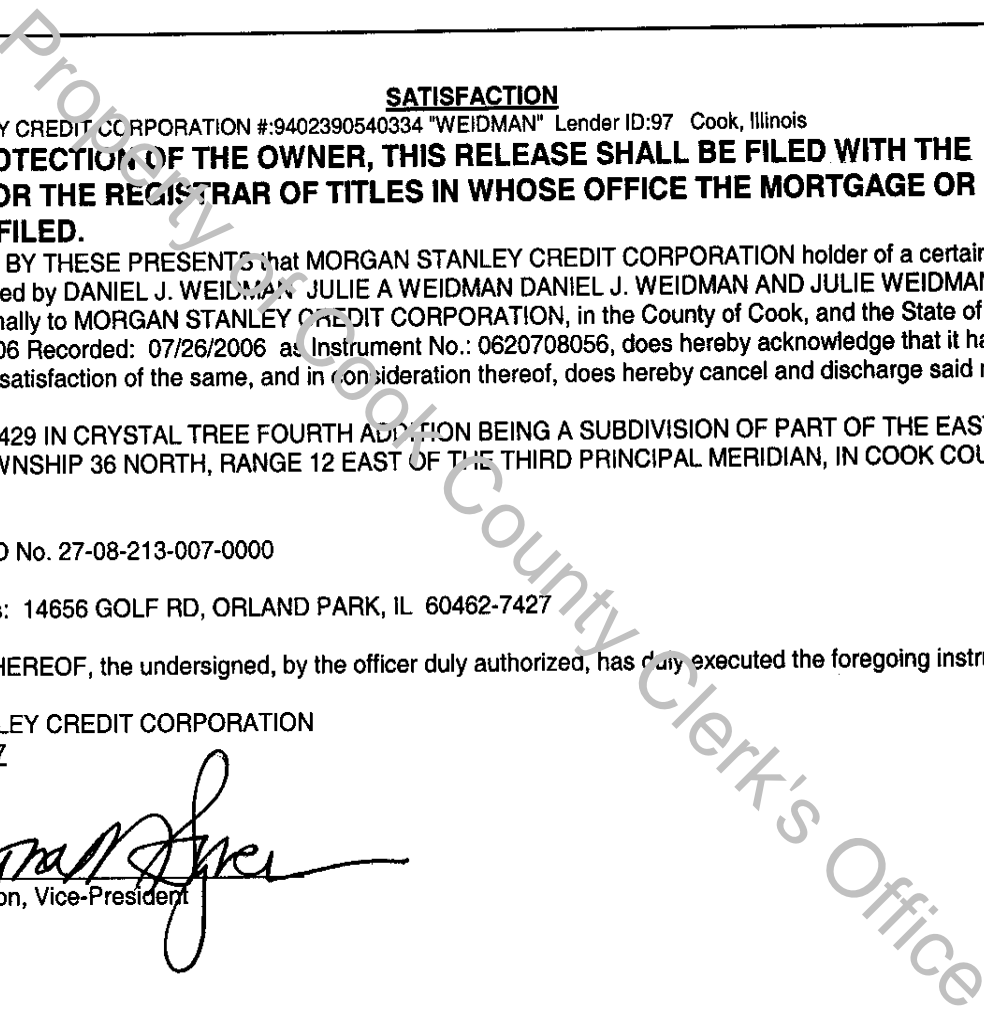 SATISFACTION
Y CREDIT CORPORATION #:9402390540334 "WEIDMAN" Lender ID:97 Cook, Illinois
OTECTION OF THE OWNER, THIS RELEASE SHALL BE FILED WITH THE
OR THE REGISTRAR OF TITLES IN WHOSE OFFICE THE MORTGAGE OR
FILED.
BY THESE PRESENTS that MORGAN STANLEY CREDIT CORPORATION holder of a certain
ed by DANIEL J. WEIDMAN JULIE A WEIDMAN DANIEL J. WEIDMAN AND JULIE WEIDMAN
nally to MORGAN STANLEY CREDIT CORPORATION, in the County of Cook, and the State of
06 Recorded: 07/26/2006 as Instrument No.: 0620708056, does hereby acknowledge that it ha
satisfaction of the same, and in consideration thereof, does hereby cancel and discharge said
429 IN CRYSTAL TREE FOURTH ADDITION BEING A SUBDIVISION OF PART OF THE EAST
WNSHIP 36 NORTH, RANGE 12 EAST OF THE THIRD PRINCIPAL MERIDIAN, IN COOK COU
D No. 27-08-213-007-0000
s: 14656 GOLF RD, ORLAND PARK, IL 60462-7427
HEREOF, the undersigned, by the officer duly authorized, has duly executed the foregoing instr
LEY CREDIT CORPORATION
7
on, Vice-President
Property of Cook County Clerk's Office